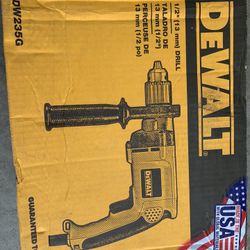 DEWALT
1/2" (13 mm) DRILL
TALADRO DE
13 mm (1/2")
PERCEUSE DE
13 mm (1/2 po)
DW235G
GUARANTEED T
DEWALT
USA